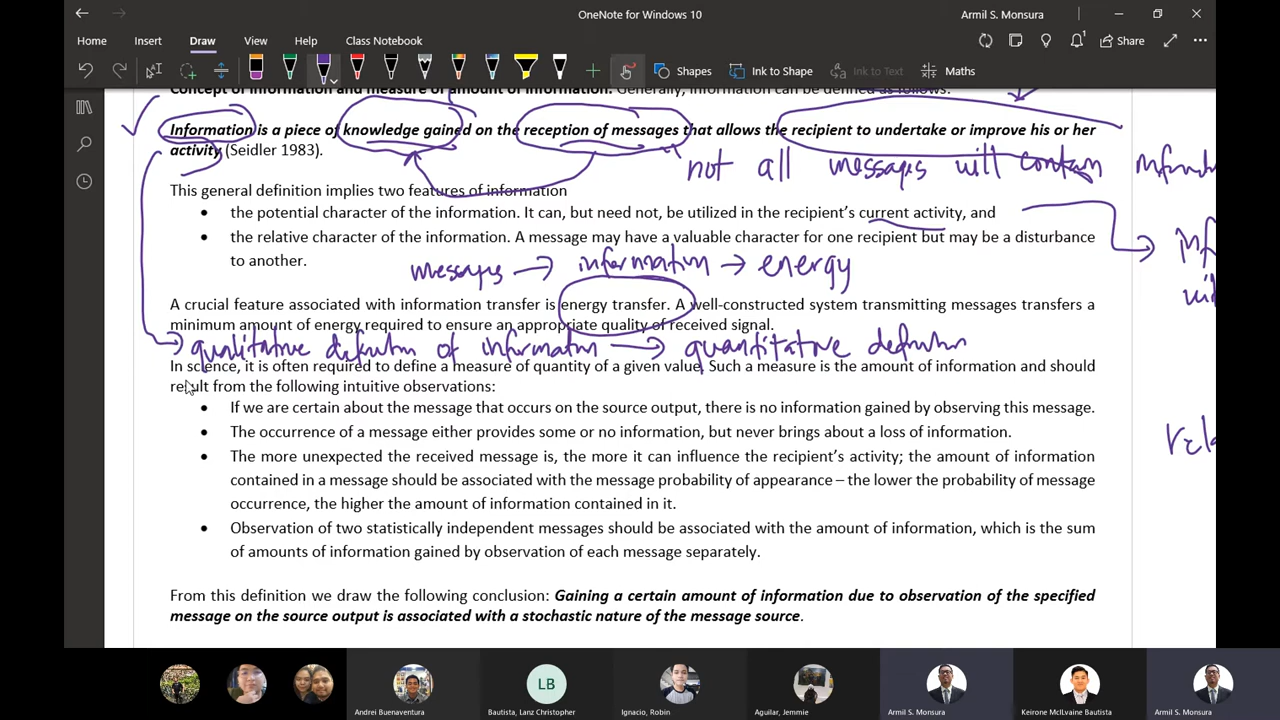 OneNote for Windows 10
Armil S. Monsura
Home Insert Draw View Help Class Notebook
Share
Shapes Ink to Shape Ink to Text Maths
Concept of information and measure of amount of information. Generally, information can be defined as follows:
Information is a piece of knowledge gained on the reception of messages that allows the recipient to undertake or improve his or her
activity (Seidler 1983).
not all messages will contain
This general definition implies two features of information
• the potential character of the information. It can, but need not, be utilized in the recipient's current activity, and
• the relative character of the information. A message may have a valuable character for one recipient but may be a disturbance
to another.
messages → information → energy
A crucial feature associated with information transfer is energy transfer. A well-constructed system transmitting messages transfers a
minimum amount of energy required to ensure an appropriate quality of received signal.
qualitative definition of information → quantitative definition
In science, it is often required to define a measure of quantity of a given value. Such a measure is the amount of information and should
result from the following intuitive observations:
• If we are certain about the message that occurs on the source output, there is no information gained by observing this message.
• The occurrence of a message either provides some or no information, but never brings about a loss of information.
• The more unexpected the received message is, the more it can influence the recipient's activity; the amount of information
contained in a message should be associated with the message probability of appearance – the lower the probability of message
occurrence, the higher the amount of information contained in it.
• Observation of two statistically independent messages should be associated with the amount of information, which is the sum
of amounts of information gained by observation of each message separately.
From this definition we draw the following conclusion: Gaining a certain amount of information due to observation of the specified
message on the source output is associated with a stochastic nature of the message source.
LB
Andrei Buenaventura
Bautista, Lanz Christopher
Ignacio, Robin
Aguilar, Jemmie
Armil S. Monsura
Keirone McIlvaine Bautista
Armil S. Monsura